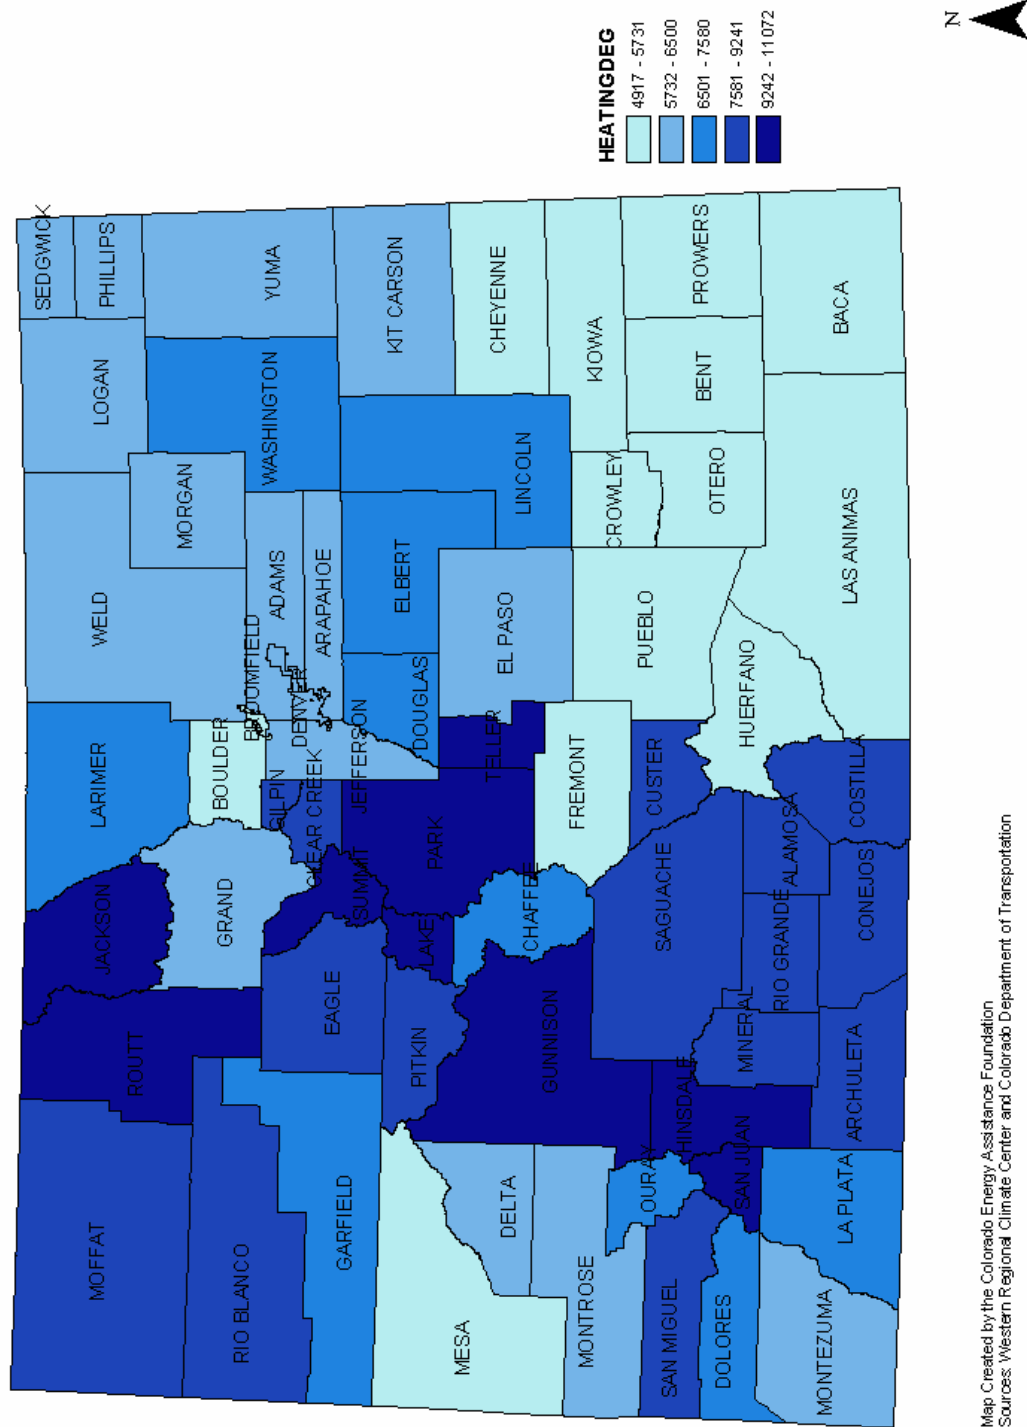 MOFFAT
ROUTT
JACKSON
LARIMER
WELD
LOGAN
SEDGWICK
PHILLIPS
MORGAN
RIO BLANCO
GRAND
BOULDER
BROOMFIELD
ADAMS
WASHINGTON
YUMA
GARFIELD
EAGLE
SUMMIT
CLEAR CREEK
GILPIN
JEFFERSON
DENVER
ARAPAHOE
MESA
PITKIN
LAKE
PARK
DOUGLAS
ELBERT
LINCOLN
KIT CARSON
DELTA
GUNNISON
CHAFFEE
TELLER
EL PASO
CHEYENNE
MONTROSE
OURAY
FREMONT
PUEBLO
CROWLEY
KIOWA
SAN MIGUEL
HINSDALE
SAGUACHE
CUSTER
DOLORES
SAN JUAN
MINERAL
RIO GRANDE
ALAMOSA
HUERFANO
OTERO
BENT
PROWERS
MONTEZUMA
LA PLATA
ARCHULETA
CONEJOS
COSTILLA
LAS ANIMAS
BACA
HEATINGDEG
4917 - 5731
5732 - 6500
6501 - 7580
7581 - 9241
9242 - 11072
N
Map Created by the Colorado Energy Assistance Foundation
Sources: Western Regional Climate Center and Colorado Department of Transportation